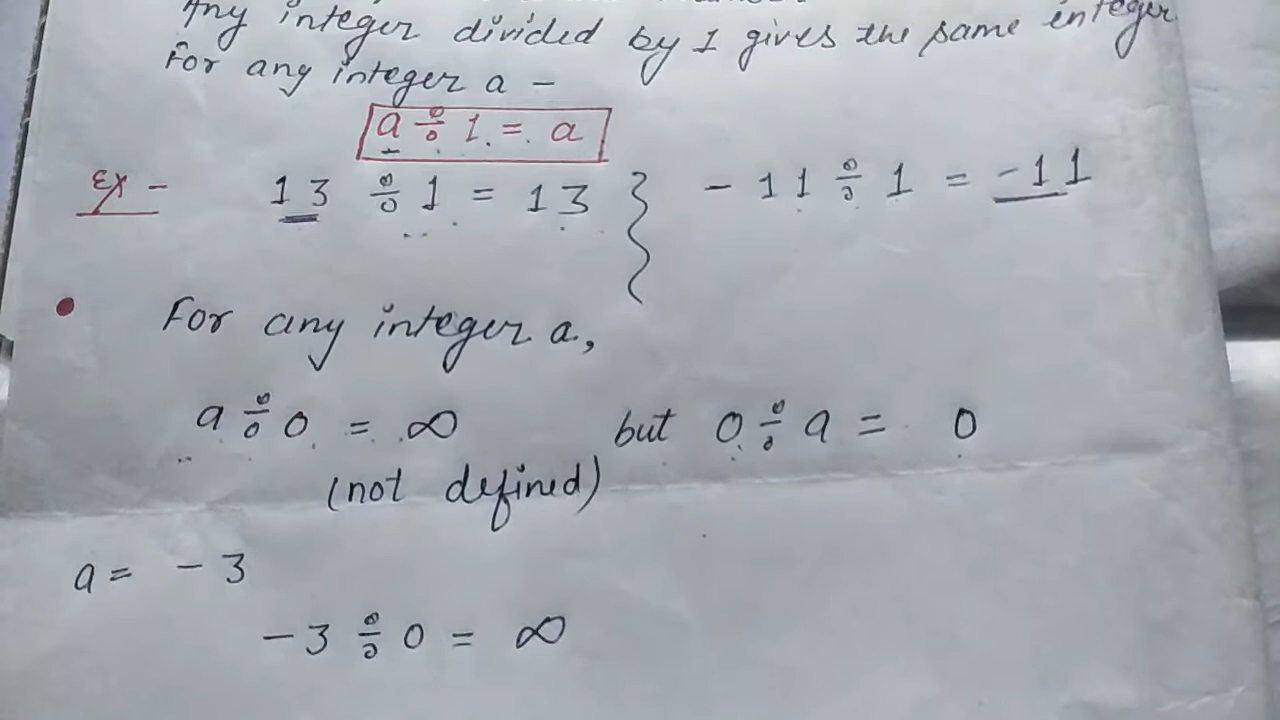 Any integer divided by 1 gives the same integer
For any integer a -
a ÷ 1 = a
Ex - 13 ÷ 1 = 13 } -11 ÷ 1 = -11
• For any integer a,
a ÷ 0 = ∞ but 0 ÷ a = 0
(not defined)
a = -3
-3 ÷ 0 = ∞